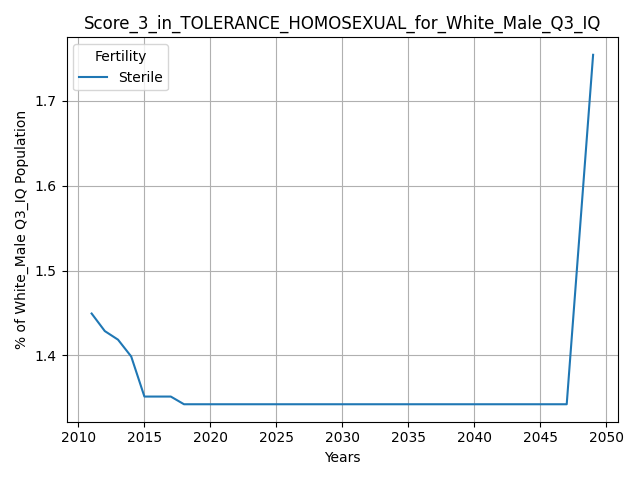 Score_3_in_TOLERANCE_HOMOSEXUAL_for_White_Male_Q3_IQ
Fertility
Sterile
% of White_Male Q3_IQ Population
1.7
1.6
1.5
1.4
2010 2015 2020 2025 2030 2035 2040 2045 2050
Years